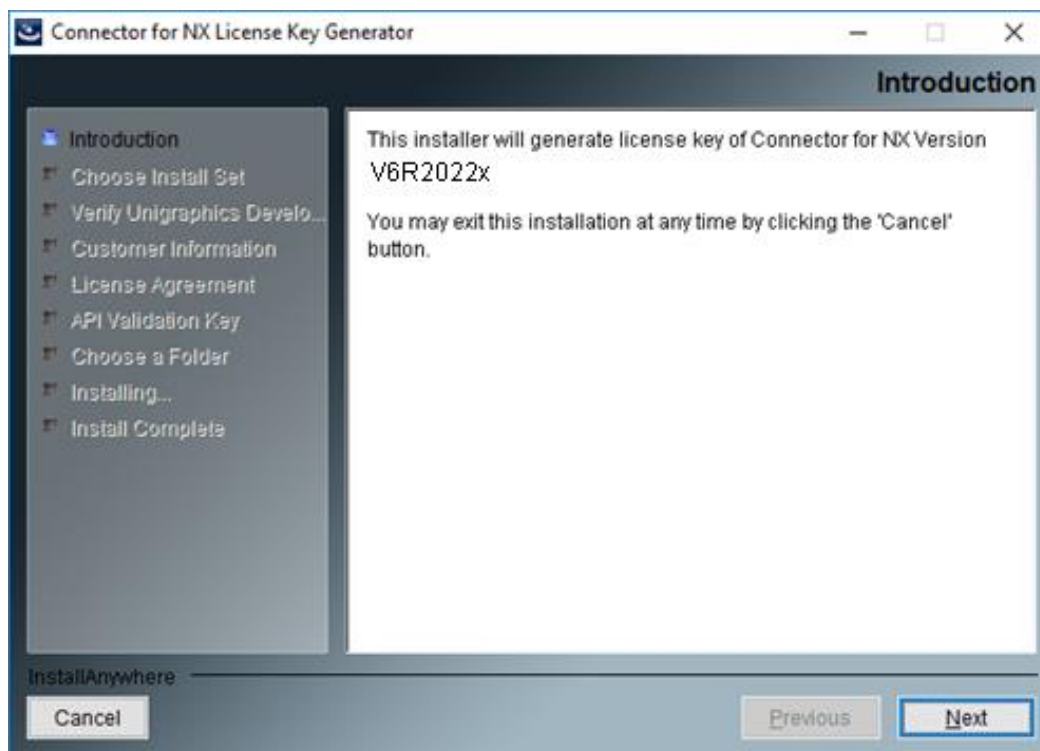 Connector for NX License Key Generator
Introduction
Introduction
Choose Install Set
Verify Unigraphics Develo...
Customer Information
License Agreement
API Validation Key
Choose a Folder
Installing...
Install Complete
This installer will generate license key of Connector for NX Version
V6R2022x
You may exit this installation at any time by clicking the 'Cancel'
button.
InstallAnywhere
Cancel
Previous
Next